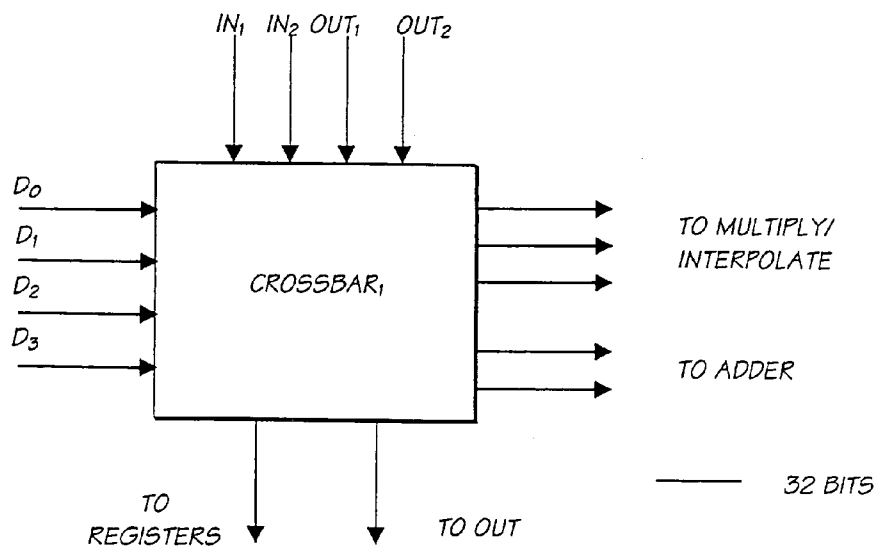 IN₁ IN₂ OUT₁ OUT₂
D₀
D₁
D₂
D₃
CROSSBAR₁
TO MULTIPLY/
INTERPOLATE
TO ADDER
32 BITS
TO
REGISTERS
TO OUT